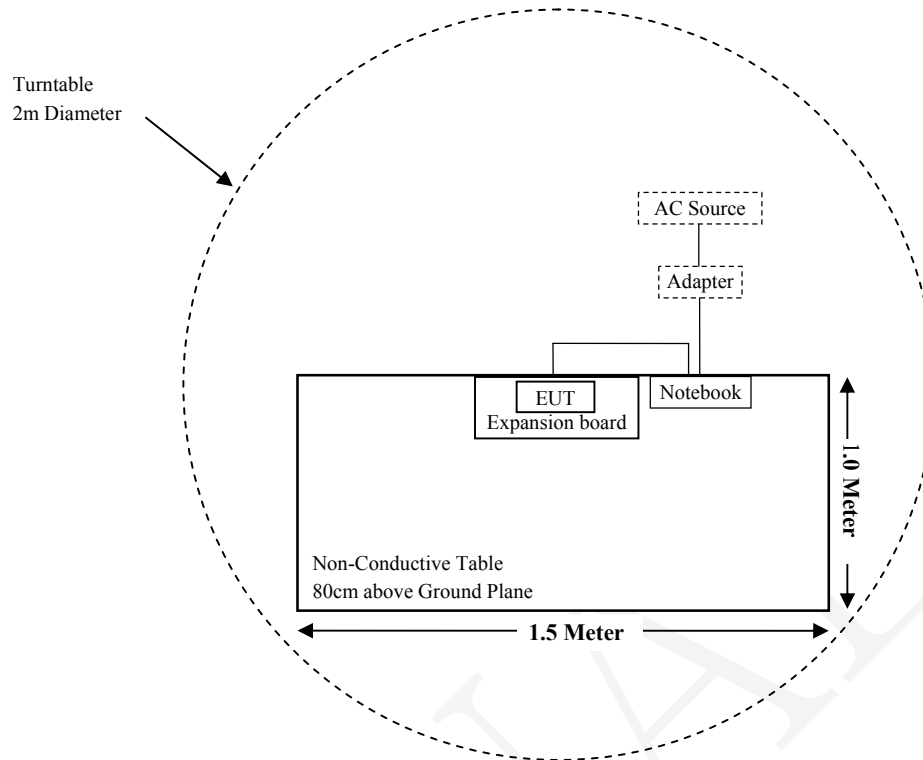 Turntable
2m Diameter
AC Source
Adapter
EUT
Notebook
Expansion board
1.0 Meter
Non-Conductive Table
80cm above Ground Plane
1.5 Meter